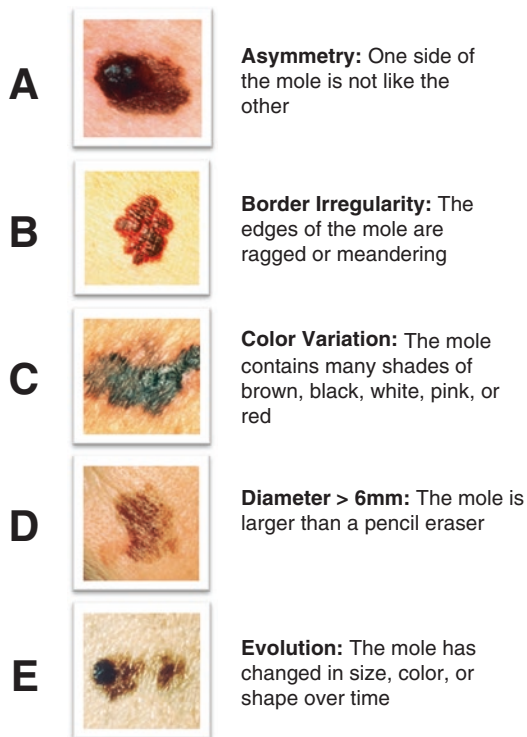 A
Asymmetry: One side of
the mole is not like the
other
B
Border Irregularity: The
edges of the mole are
ragged or meandering
C
Color Variation: The mole
contains many shades of
brown, black, white, pink, or
red
D
Diameter > 6mm: The mole is
larger than a pencil eraser
E
Evolution: The mole has
changed in size, color, or
shape over time